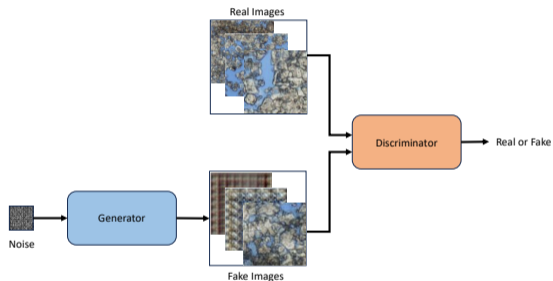 Real Images
Discriminator
Real or Fake
Generator
Noise
Fake Images